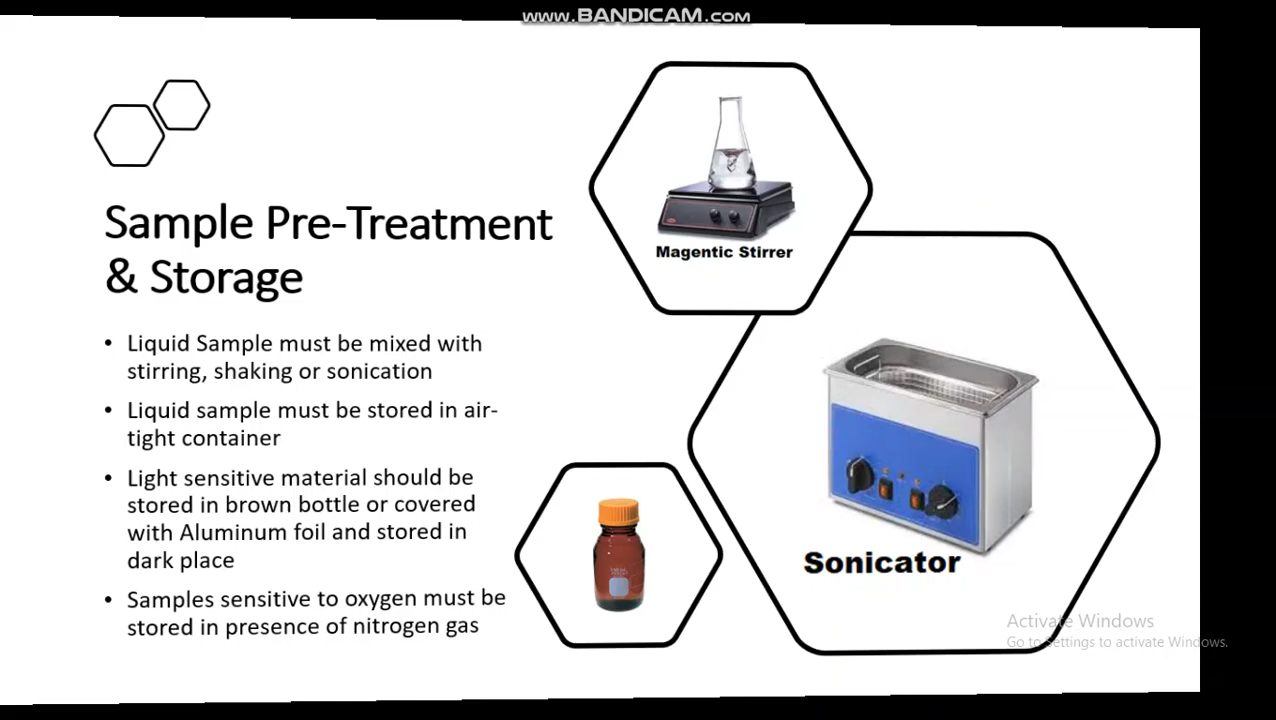 www.BANDICAM.com
Sample Pre-Treatment
& Storage
• Liquid Sample must be mixed with
stirring, shaking or sonication
• Liquid sample must be stored in air-
tight container
• Light sensitive material should be
stored in brown bottle or covered
with Aluminum foil and stored in
dark place
• Samples sensitive to oxygen must be
stored in presence of nitrogen gas
Magentic Stirrer
Sonicator
Activate Windows
Go to Settings to activate Windows.